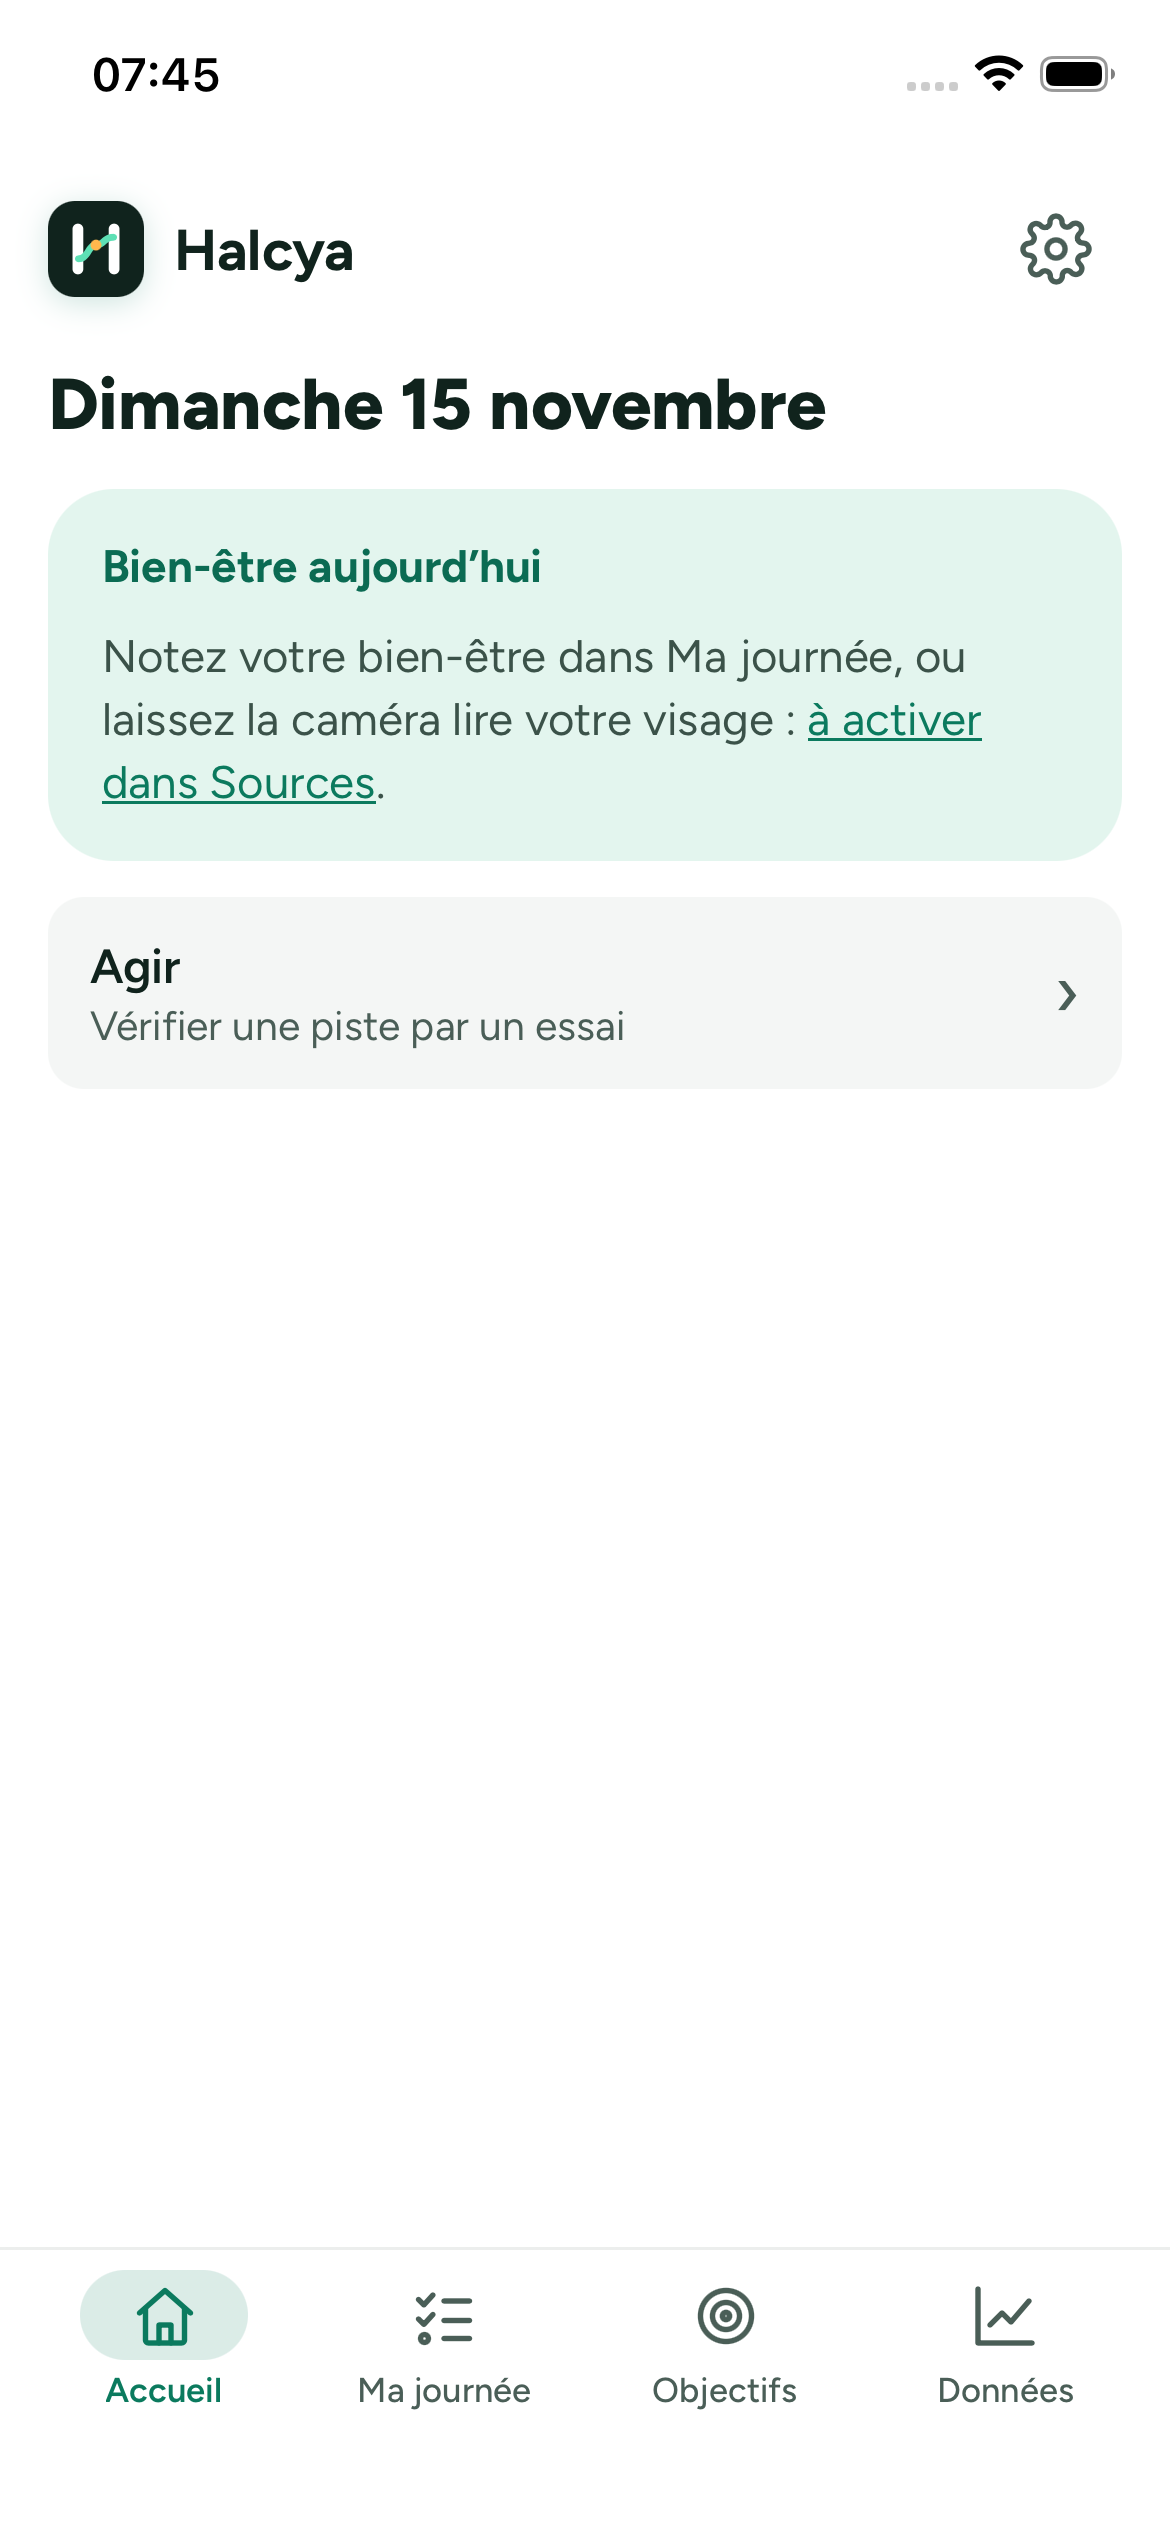 07:45
Halcya
Dimanche 15 novembre
Bien-être aujourd’hui
Notez votre bien-être dans Ma journée, ou
laissez la caméra lire votre visage : à activer
dans Sources.
Agir
Vérifier une piste par un essai
Accueil
Ma journée
Objectifs
Données